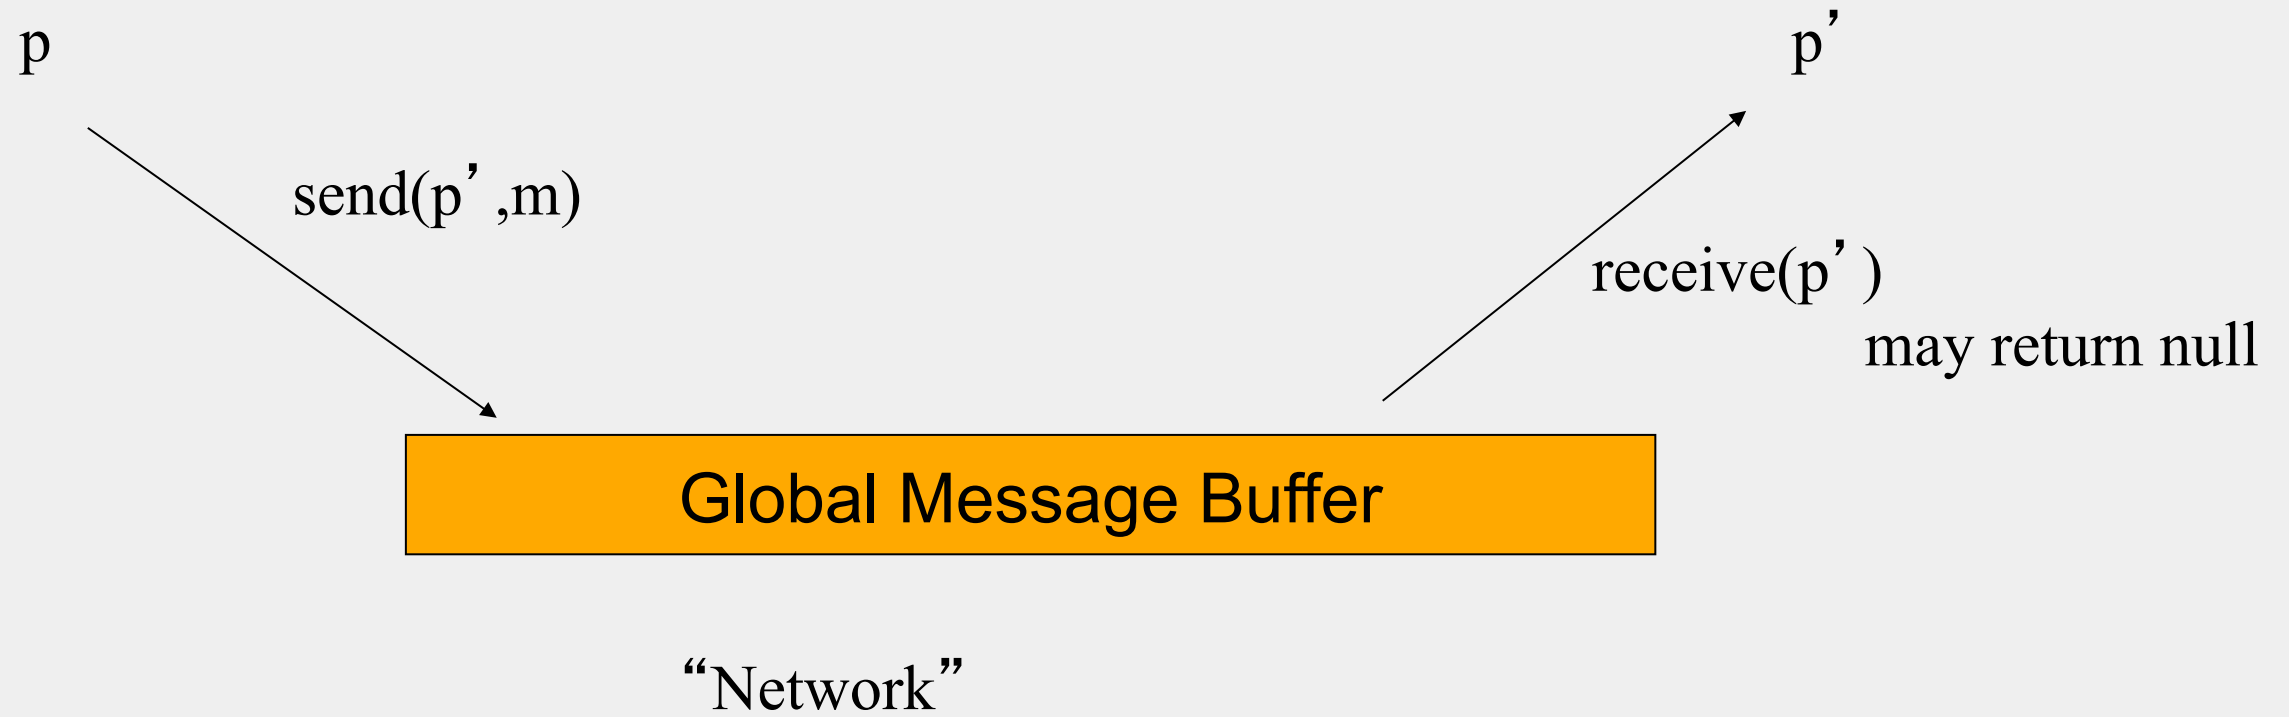 p
p’
send(p’,m)
receive(p’)
may return null
Global Message Buffer
“Network”